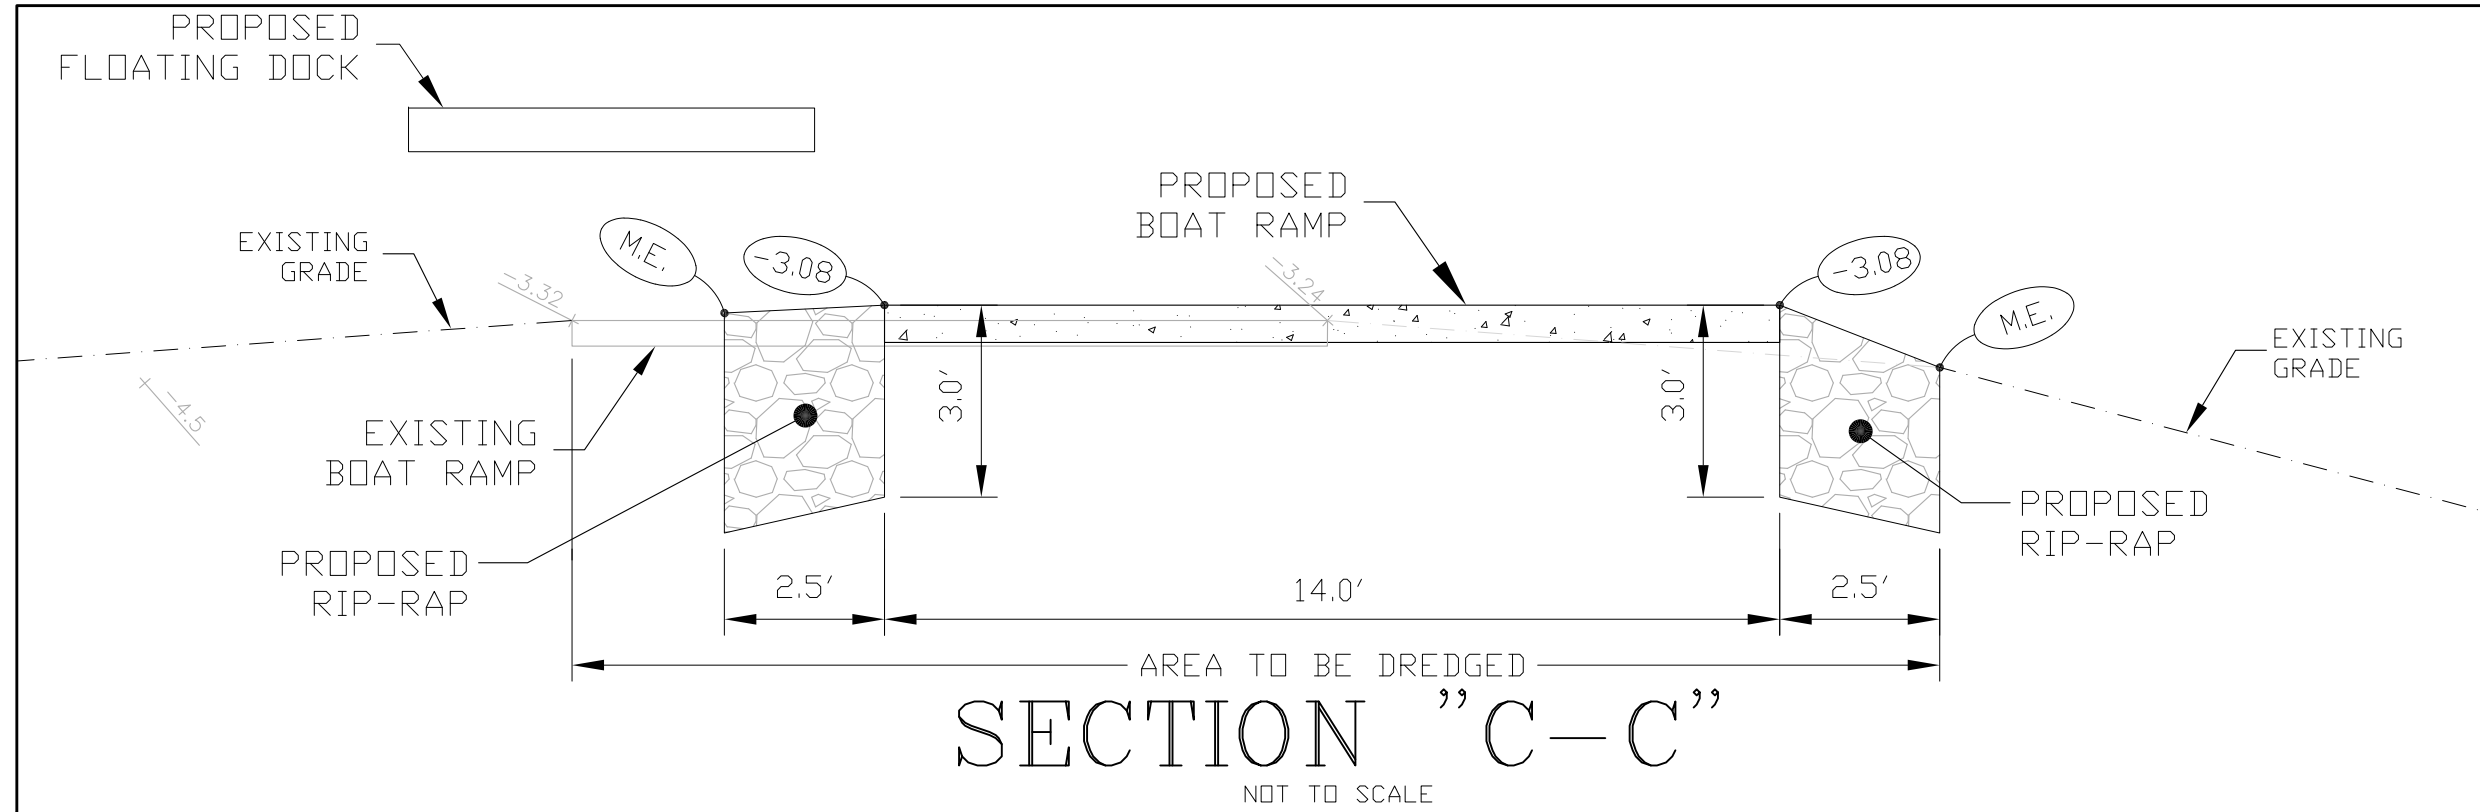 PROPOSED
FLOATING DOCK
PROPOSED
BOAT RAMP
EXISTING
GRADE
M.E.
-3.08
-3.32
-3.24
-3.08
M.E.
EXISTING
GRADE
-4.5
EXISTING
BOAT RAMP
3.0'
3.0'
PROPOSED
RIP-RAP
PROPOSED
RIP-RAP
2.5'
14.0'
2.5'
AREA TO BE DREDGED
SECTION "C-C"
NOT TO SCALE